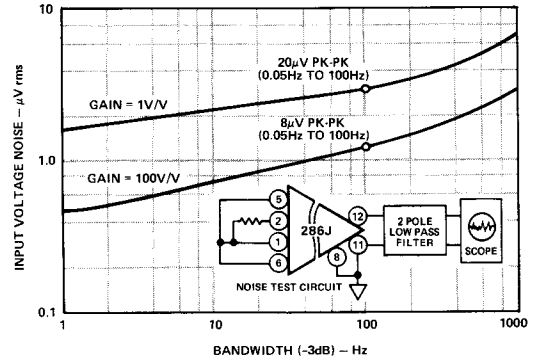 10
20μV PK-PK
(0.05Hz TO 100Hz)
GAIN = 1V/V
8μV PK-PK
(0.05Hz TO 100Hz)
1.0
GAIN = 100V/V
INPUT VOLTAGE NOISE – μV rms
5
2
1
6
286J
12
11
8
2 POLE
LOW PASS
FILTER
SCOPE
NOISE TEST CIRCUIT
0.1
1
10
100
1000
BANDWIDTH (-3dB) – Hz